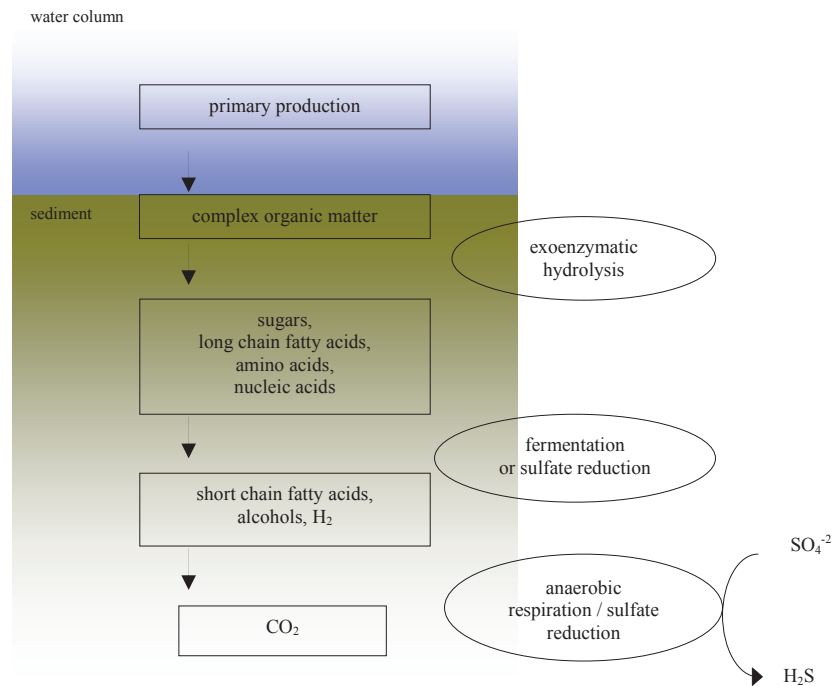 water column
primary production
sediment
complex organic matter
exoenzymatic
hydrolysis
sugars,
long chain fatty acids,
amino acids,
nucleic acids
fermentation
or sulfate reduction
short chain fatty acids,
alcohols, H₂
SO₄⁻²
anaerobic
respiration / sulfate
reduction
CO₂
H₂S